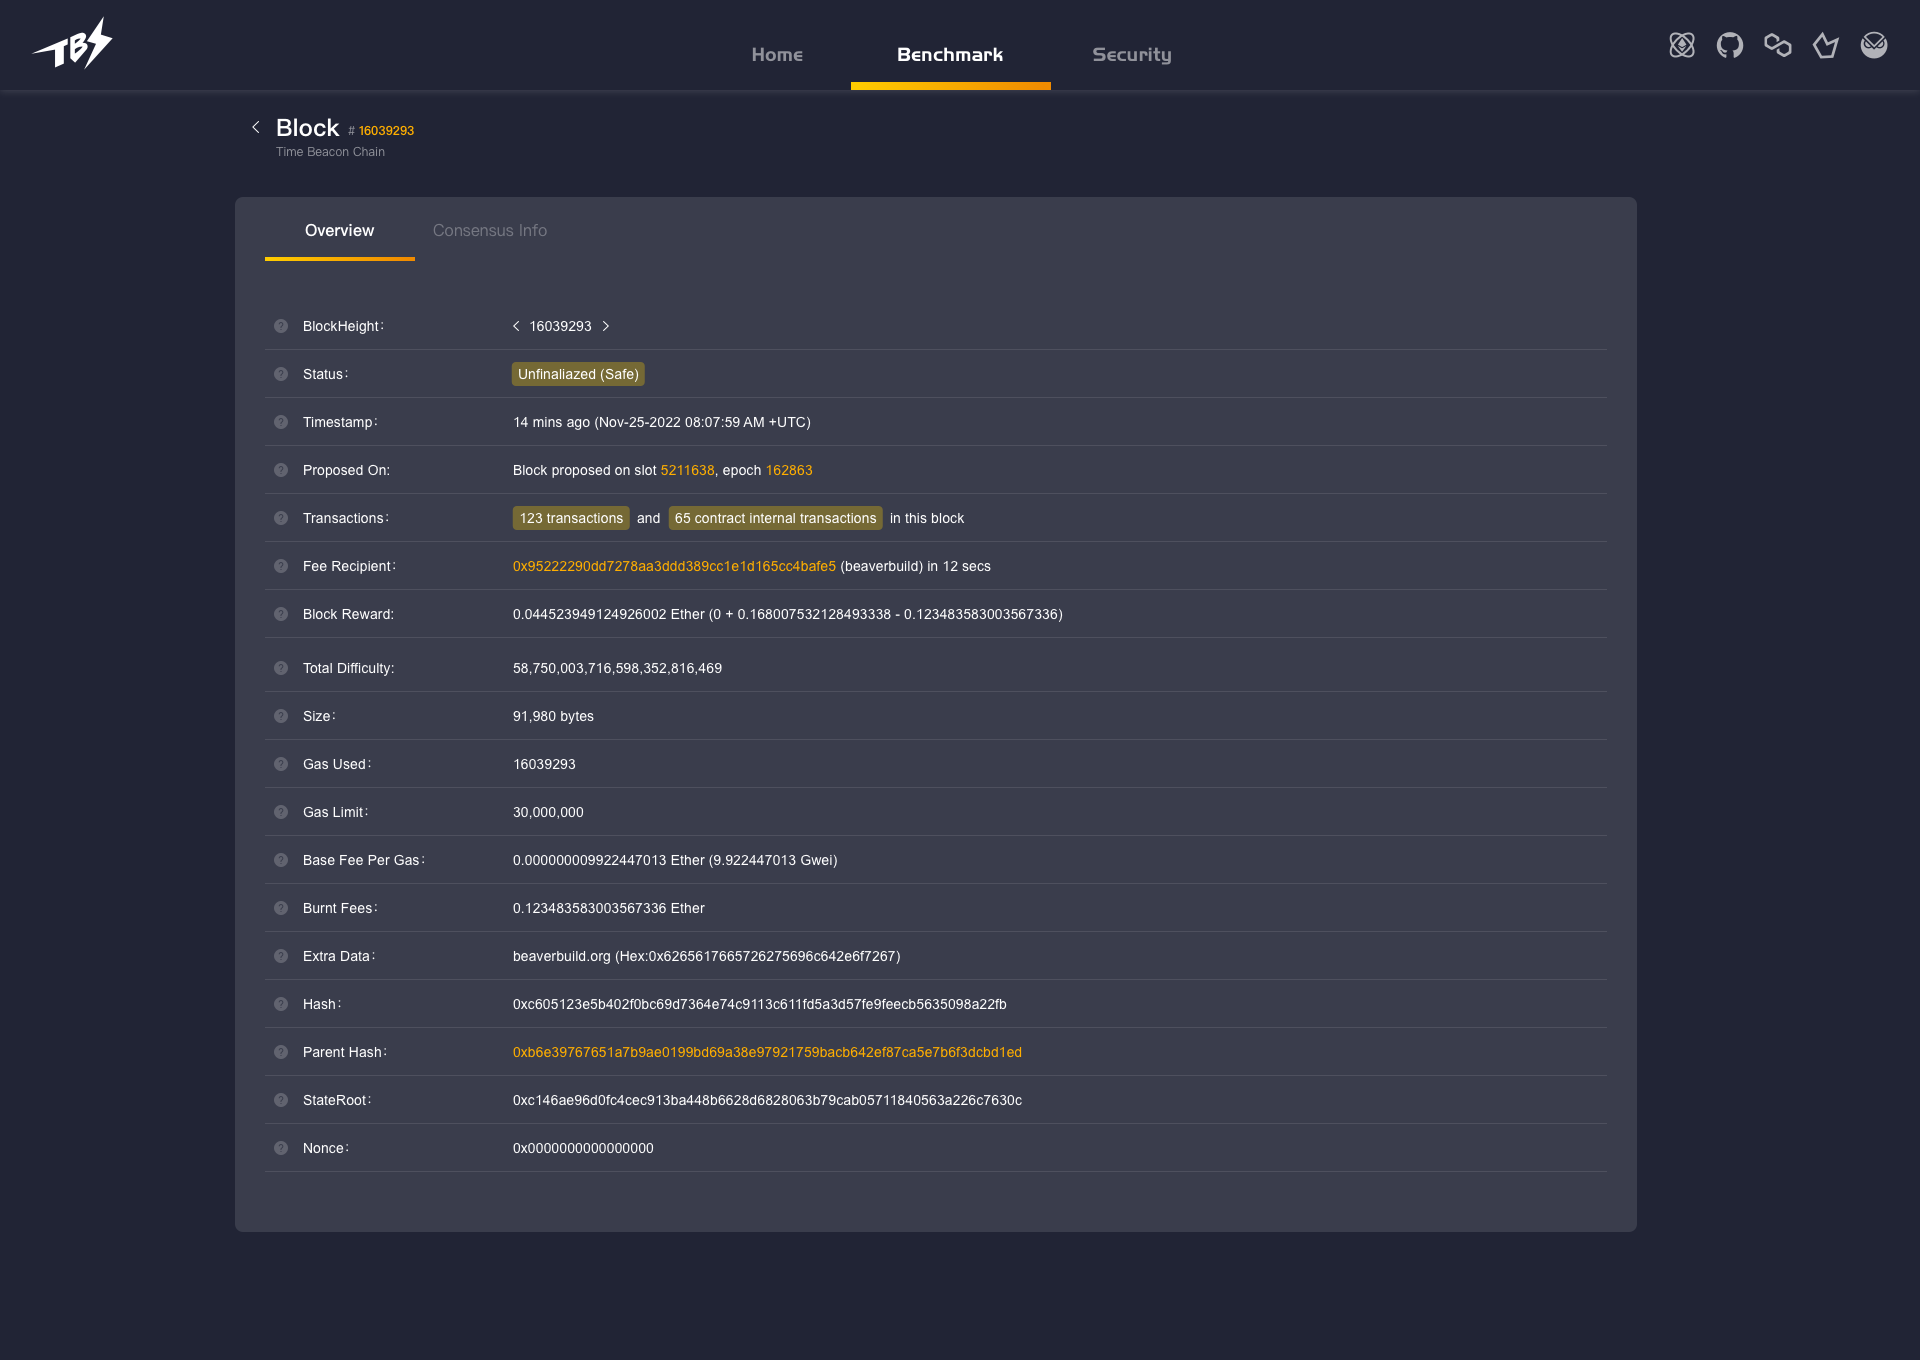 TBS
Home Benchmark Security
Block # 16039293
Time Beacon Chain
Overview Consensus Info
BlockHeight: < 16039293 >
Status: Unfinaliazed (Safe)
Timestamp: 14 mins ago (Nov-25-2022 08:07:59 AM +UTC)
Proposed On: Block proposed on slot 5211638, epoch 162863
Transactions: 123 transactions and 65 contract internal transactions in this block
Fee Recipient: 0x95222290dd7278aa3ddd389cc1e1d165cc4bafe5 (beaverbuild) in 12 secs
Block Reward: 0.044523949124926002 Ether (0 + 0.168007532128493338 - 0.123483583003567336)
Total Difficulty: 58,750,003,716,598,352,816,469
Size: 91,980 bytes
Gas Used: 16039293
Gas Limit: 30,000,000
Base Fee Per Gas: 0.000000009922447013 Ether (9.922447013 Gwei)
Burnt Fees: 0.123483583003567336 Ether
Extra Data: beaverbuild.org (Hex:0x6265617665726275696c642e6f7267)
Hash: 0xc605123e5b402f0bc69d7364e74c9113c611fd5a3d57fe9feecb5635098a22fb
Parent Hash: 0xb6e39767651a7b9ae0199bd69a38e97921759bacb642ef87ca5e7b6f3dcbd1ed
StateRoot: 0xc146ae96d0fc4cec913ba448b6628d6828063b79cab05711840563a226c7630c
Nonce: 0x0000000000000000